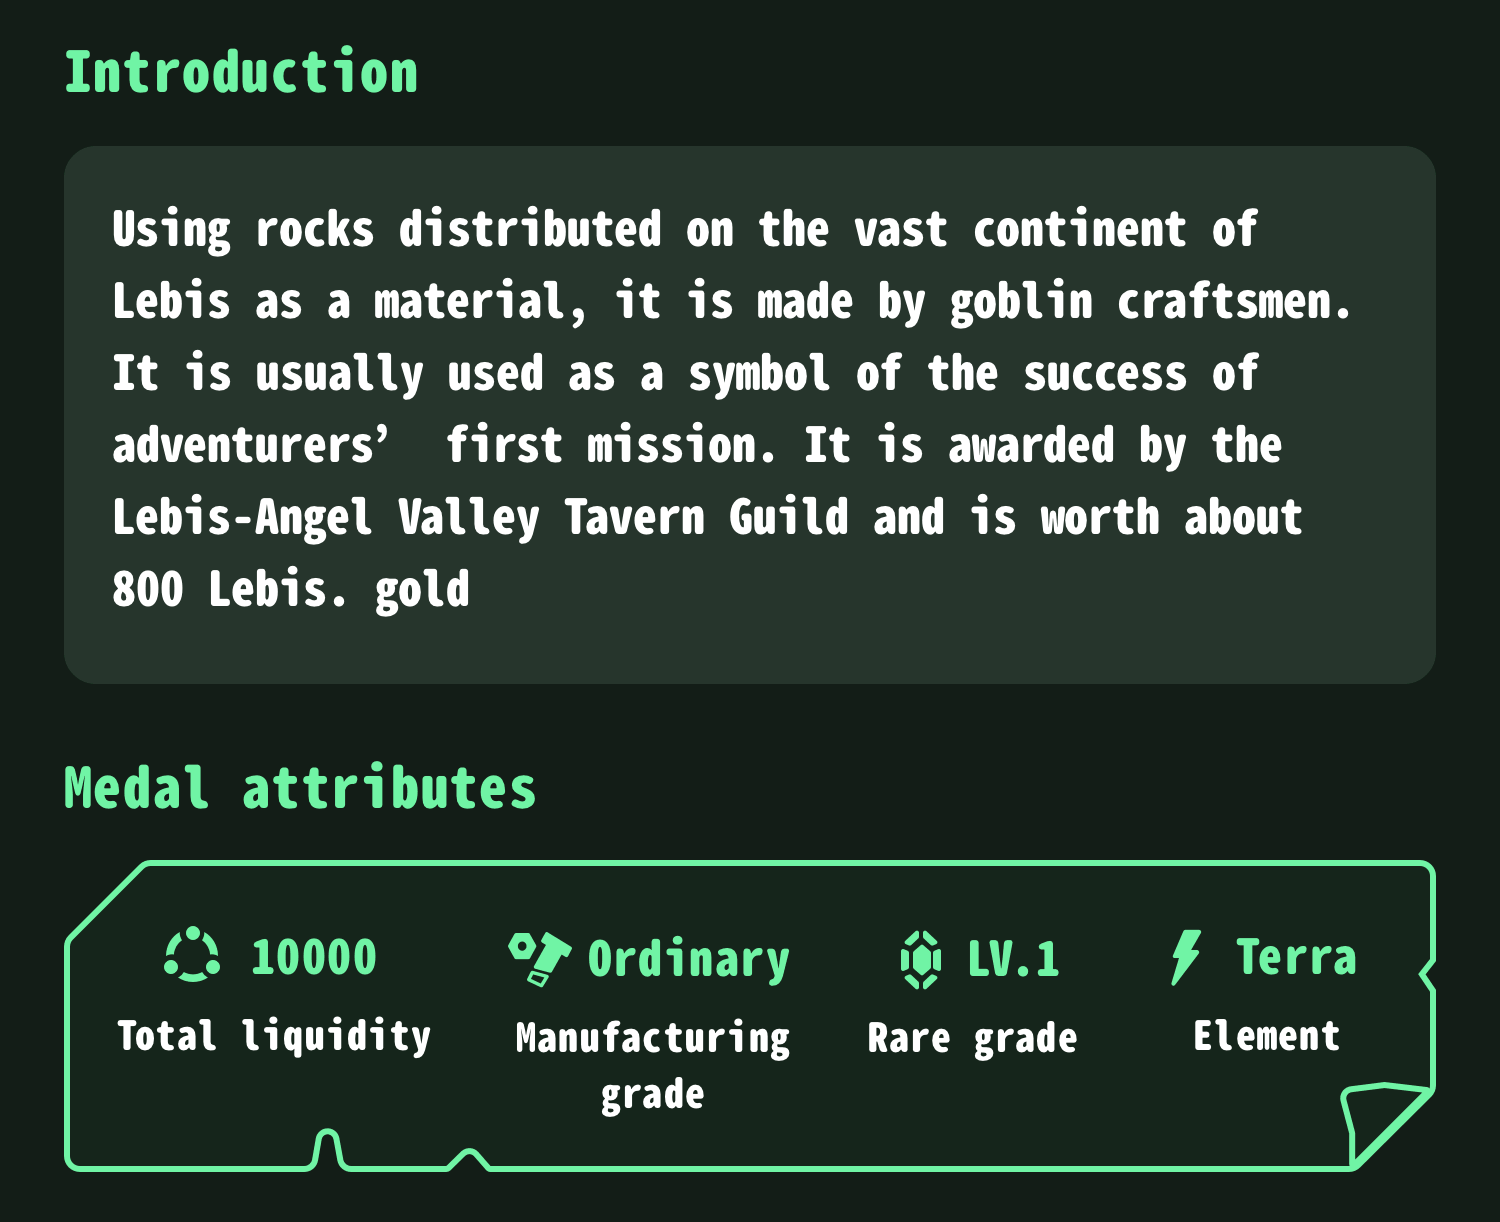 Introduction
Using rocks distributed on the vast continent of
Lebis as a material, it is made by goblin craftsmen.
It is usually used as a symbol of the success of
adventurers’  first mission. It is awarded by the
Lebis-Angel Valley Tavern Guild and is worth about
800 Lebis. gold
Medal attributes
10000
Total liquidity
Ordinary
Manufacturing
grade
LV.1
Rare grade
Terra
Element